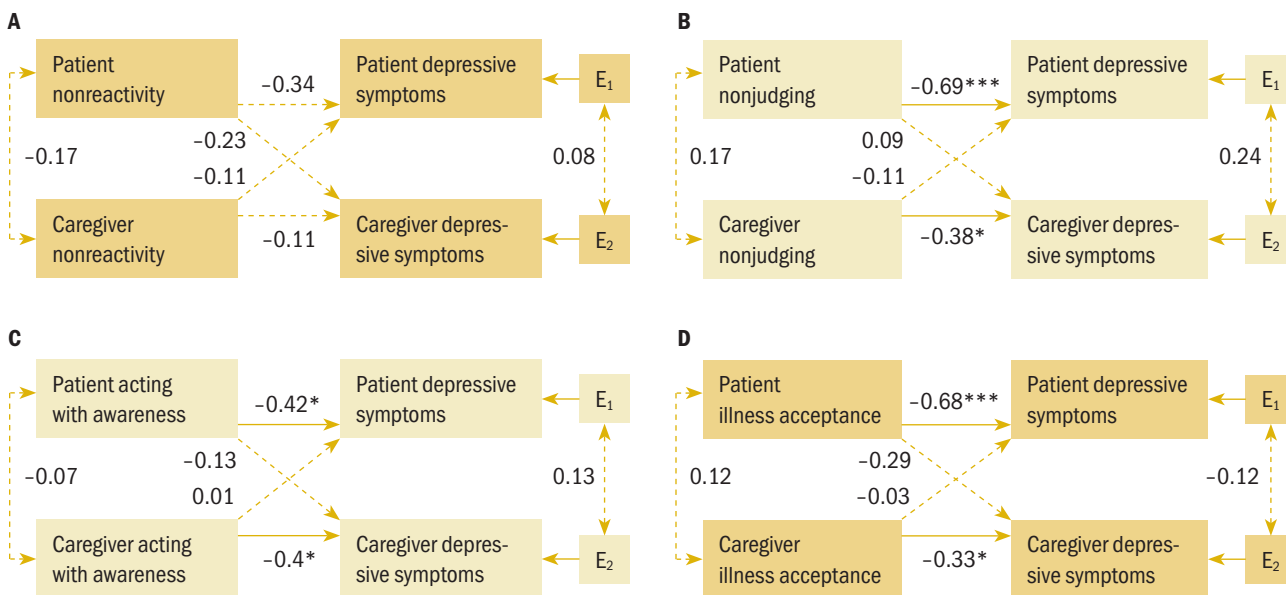 A
Patient
nonreactivity
–0.34
Patient depressive
symptoms
E1
–0.17
–0.23
–0.11
0.08
Caregiver
nonreactivity
–0.11
Caregiver depres-
sive symptoms
E2
B
Patient
nonjudging
–0.69***
Patient depressive
symptoms
E1
0.17
0.09
–0.11
0.24
Caregiver
nonjudging
–0.38*
Caregiver depres-
sive symptoms
E2
C
Patient acting
with awareness
–0.42*
Patient depressive
symptoms
E1
–0.07
–0.13
0.01
0.13
Caregiver acting
with awareness
–0.4*
Caregiver depres-
sive symptoms
E2
D
Patient
illness acceptance
–0.68***
Patient depressive
symptoms
E1
0.12
–0.29
–0.03
–0.12
Caregiver
illness acceptance
–0.33*
Caregiver depres-
sive symptoms
E2